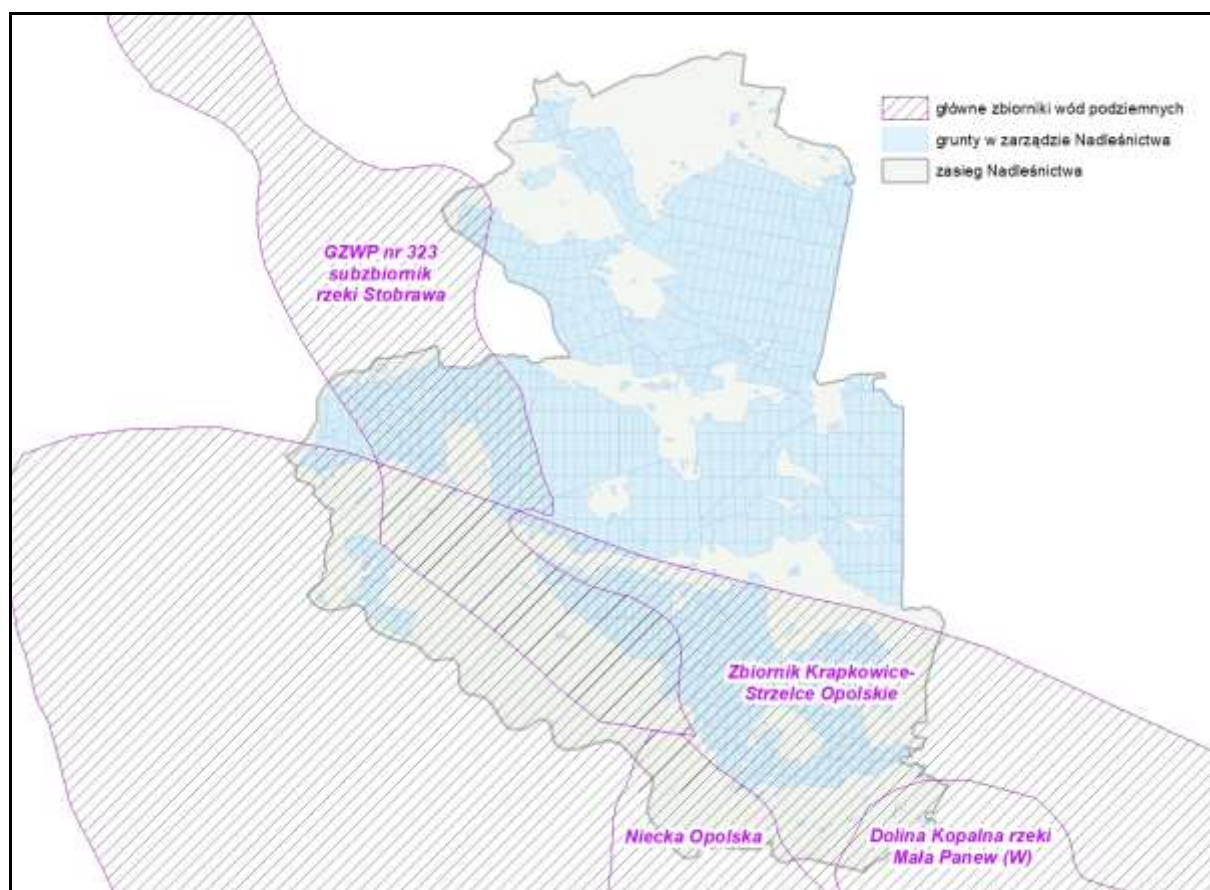 główne zbiorniki wód podziemnych
grunty w zarządzie Nadleśnictwa
zasięg Nadleśnictwa
GZWP nr 323
subzbiornik
rzeki Stobrawa
Zbiornik Krapkowice-
Strzelce Opolskie
Niecka Opolska
Dolina Kopalna rzeki
Mała Panew (W)